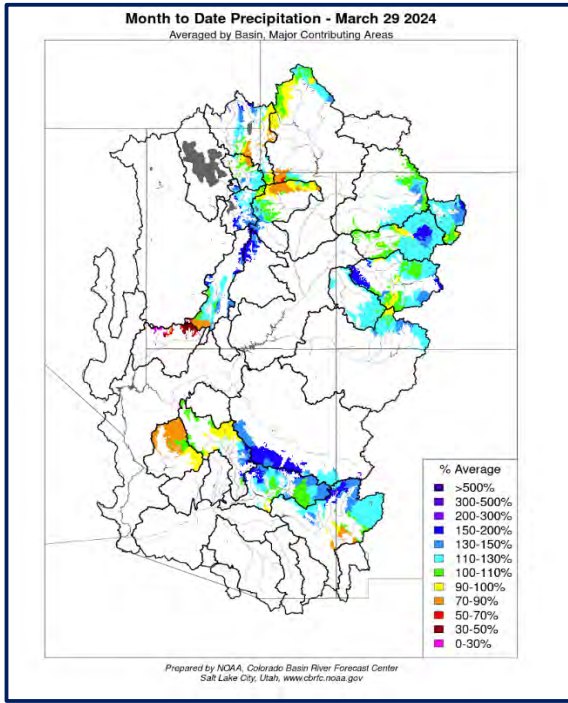 Month to Date Precipitation - March 29 2024
Averaged by Basin, Major Contributing Areas
% Average
>500%
300-500%
200-300%
150-200%
130-150%
110-130%
100-110%
90-100%
70-90%
50-70%
30-50%
0-30%
Prepared by NOAA, Colorado Basin River Forecast Center
Salt Lake City, Utah, www.cbrfc.noaa.gov